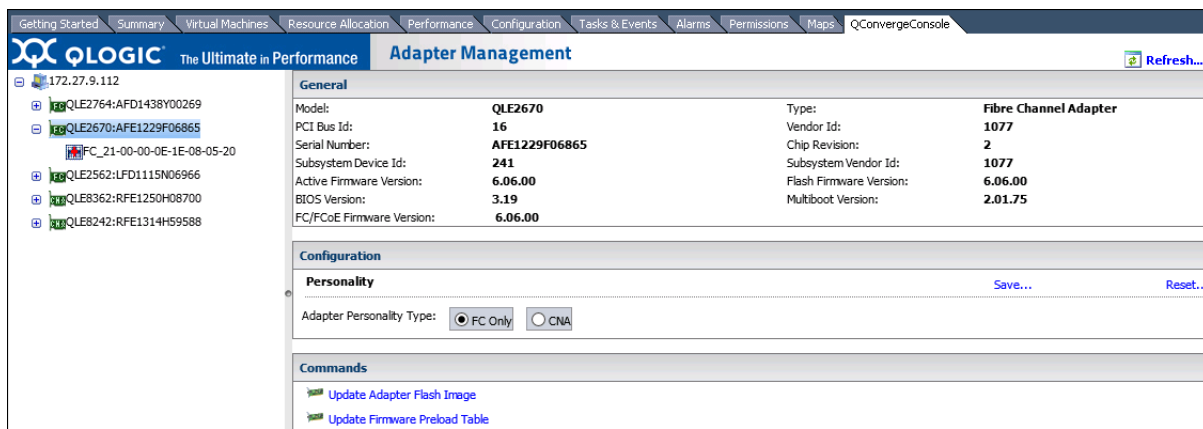 Getting Started Summary Virtual Machines Resource Allocation Performance Configuration Tasks & Events Alarms Permissions Maps QConvergeConsole
QLOGIC The Ultimate in Performance Adapter Management
Refresh...
172.27.9.112
QLE2764:AFD1438Y00269
QLE2670:AFE1229F06865
FC_21-00-00-0E-1E-08-05-20
QLE2562:LFD1115N06966
QLE8362:RFE1250H08700
QLE8242:RFE1314H59588
General
Model: QLE2670 Type: Fibre Channel Adapter
PCI Bus Id: 16 Vendor Id: 1077
Serial Number: AFE1229F06865 Chip Revision: 2
Subsystem Device Id: 241 Subsystem Vendor Id: 1077
Active Firmware Version: 6.06.00 Flash Firmware Version: 6.06.00
BIOS Version: 3.19 Multiboot Version: 2.01.75
FC/FCoE Firmware Version: 6.06.00
Configuration
Personality Save... Reset..
Adapter Personality Type: FC Only CNA
Commands
Update Adapter Flash Image
Update Firmware Preload Table